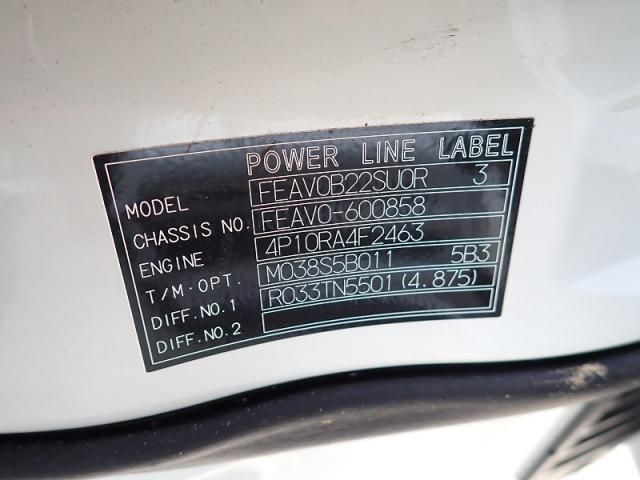 POWER LINE LABEL
MODEL FEAV0B22SU0R 3
CHASSIS NO. FEAV0-600858
ENGINE 4P10RA4F2463
T/M·OPT. M038S5B011 5B3
DIFF.NO.1 R033TN5501(4.875)
DIFF.NO.2